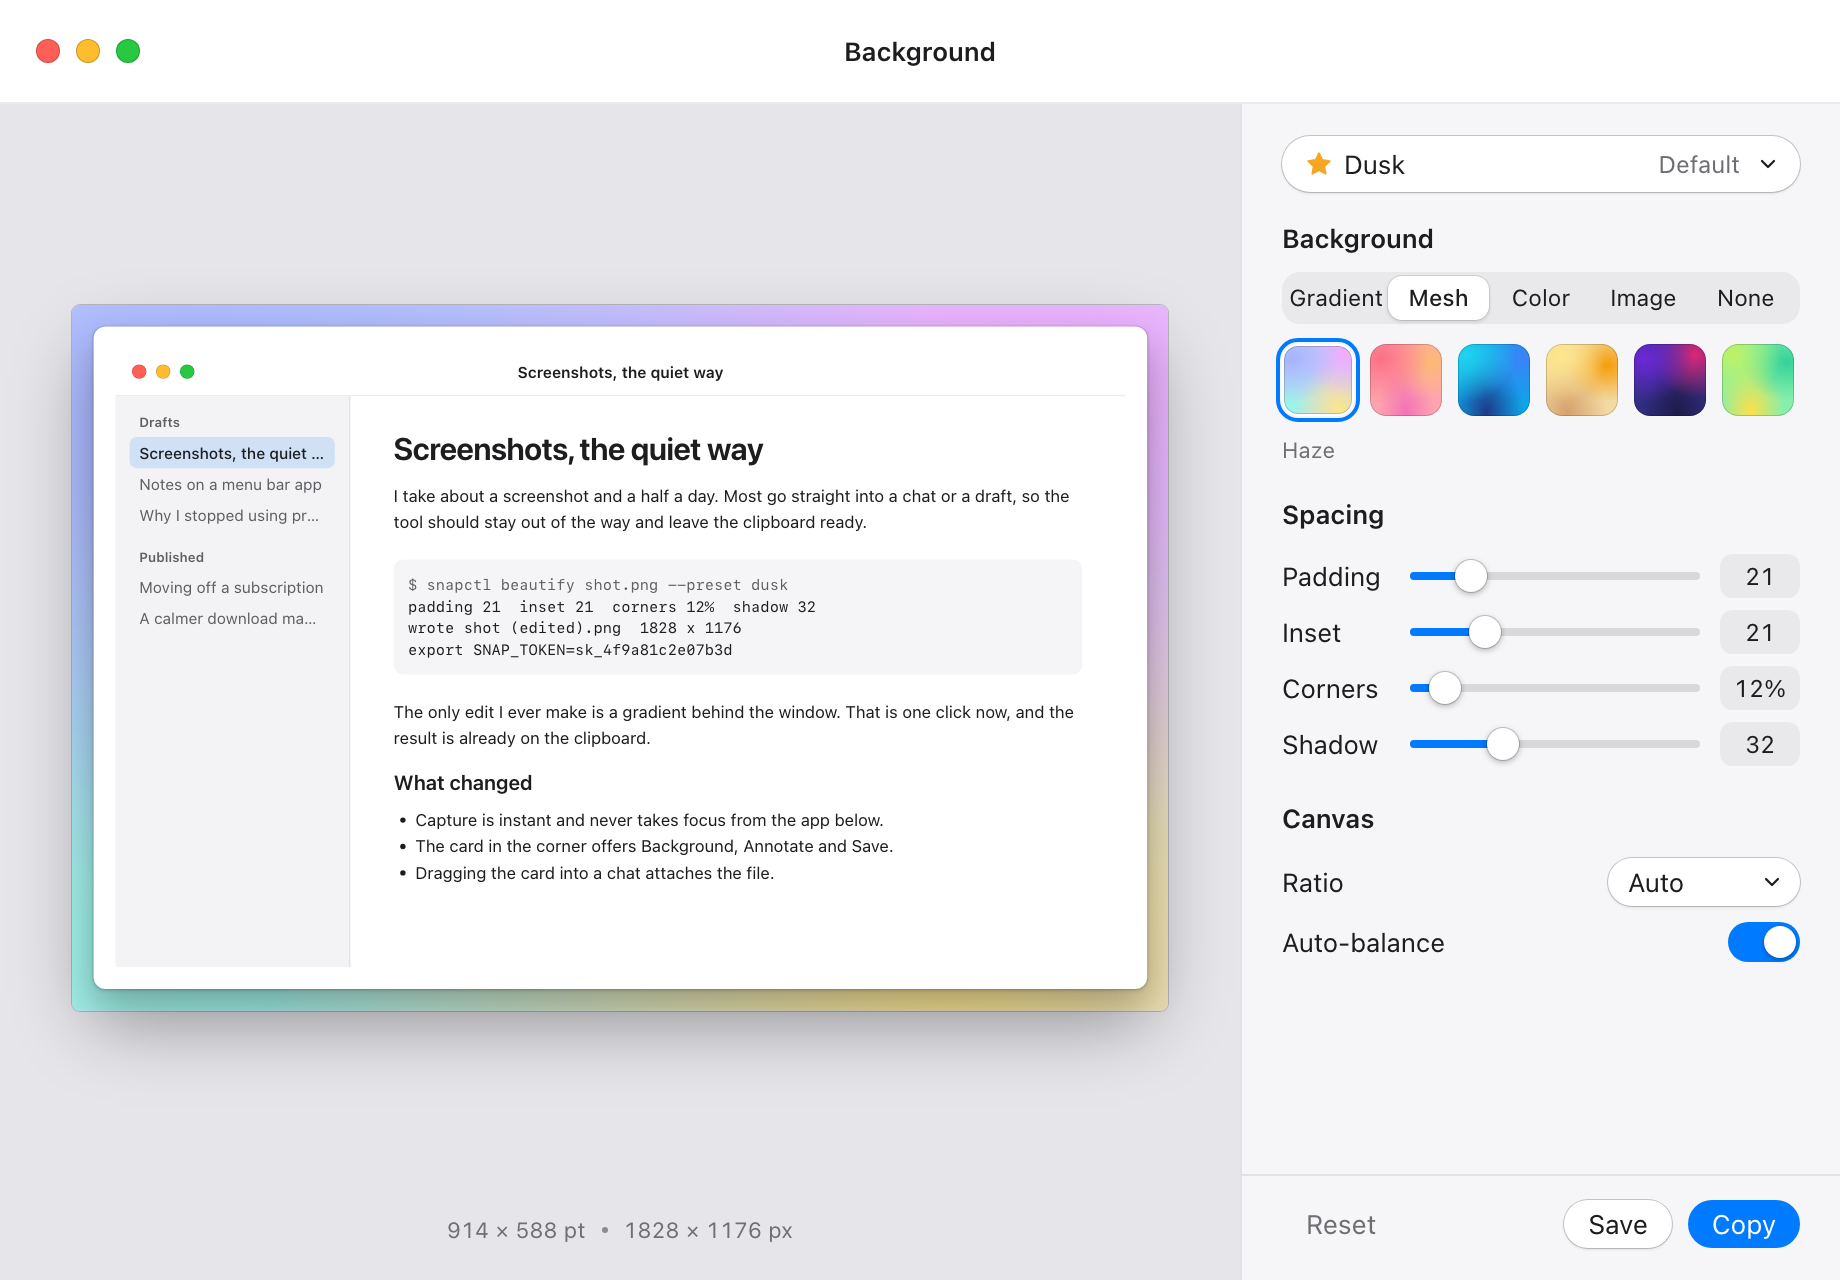 Background
Screenshots, the quiet way
Drafts
Screenshots, the quiet ...
Notes on a menu bar app
Why I stopped using pr...
Published
Moving off a subscription
A calmer download ma...
Screenshots, the quiet way
I take about a screenshot and a half a day. Most go straight into a chat or a draft, so the
tool should stay out of the way and leave the clipboard ready.
$ snapctl beautify shot.png --preset dusk
padding 21  inset 21  corners 12%  shadow 32
wrote shot (edited).png  1828 x 1176
export SNAP_TOKEN=sk_4f9a81c2e07b3d
The only edit I ever make is a gradient behind the window. That is one click now, and the
result is already on the clipboard.
What changed
• Capture is instant and never takes focus from the app below.
• The card in the corner offers Background, Annotate and Save.
• Dragging the card into a chat attaches the file.
914 × 588 pt • 1828 × 1176 px
Dusk Default
Background
Gradient Mesh Color Image None
Haze
Spacing
Padding 21
Inset 21
Corners 12%
Shadow 32
Canvas
Ratio Auto
Auto-balance
Reset Save Copy